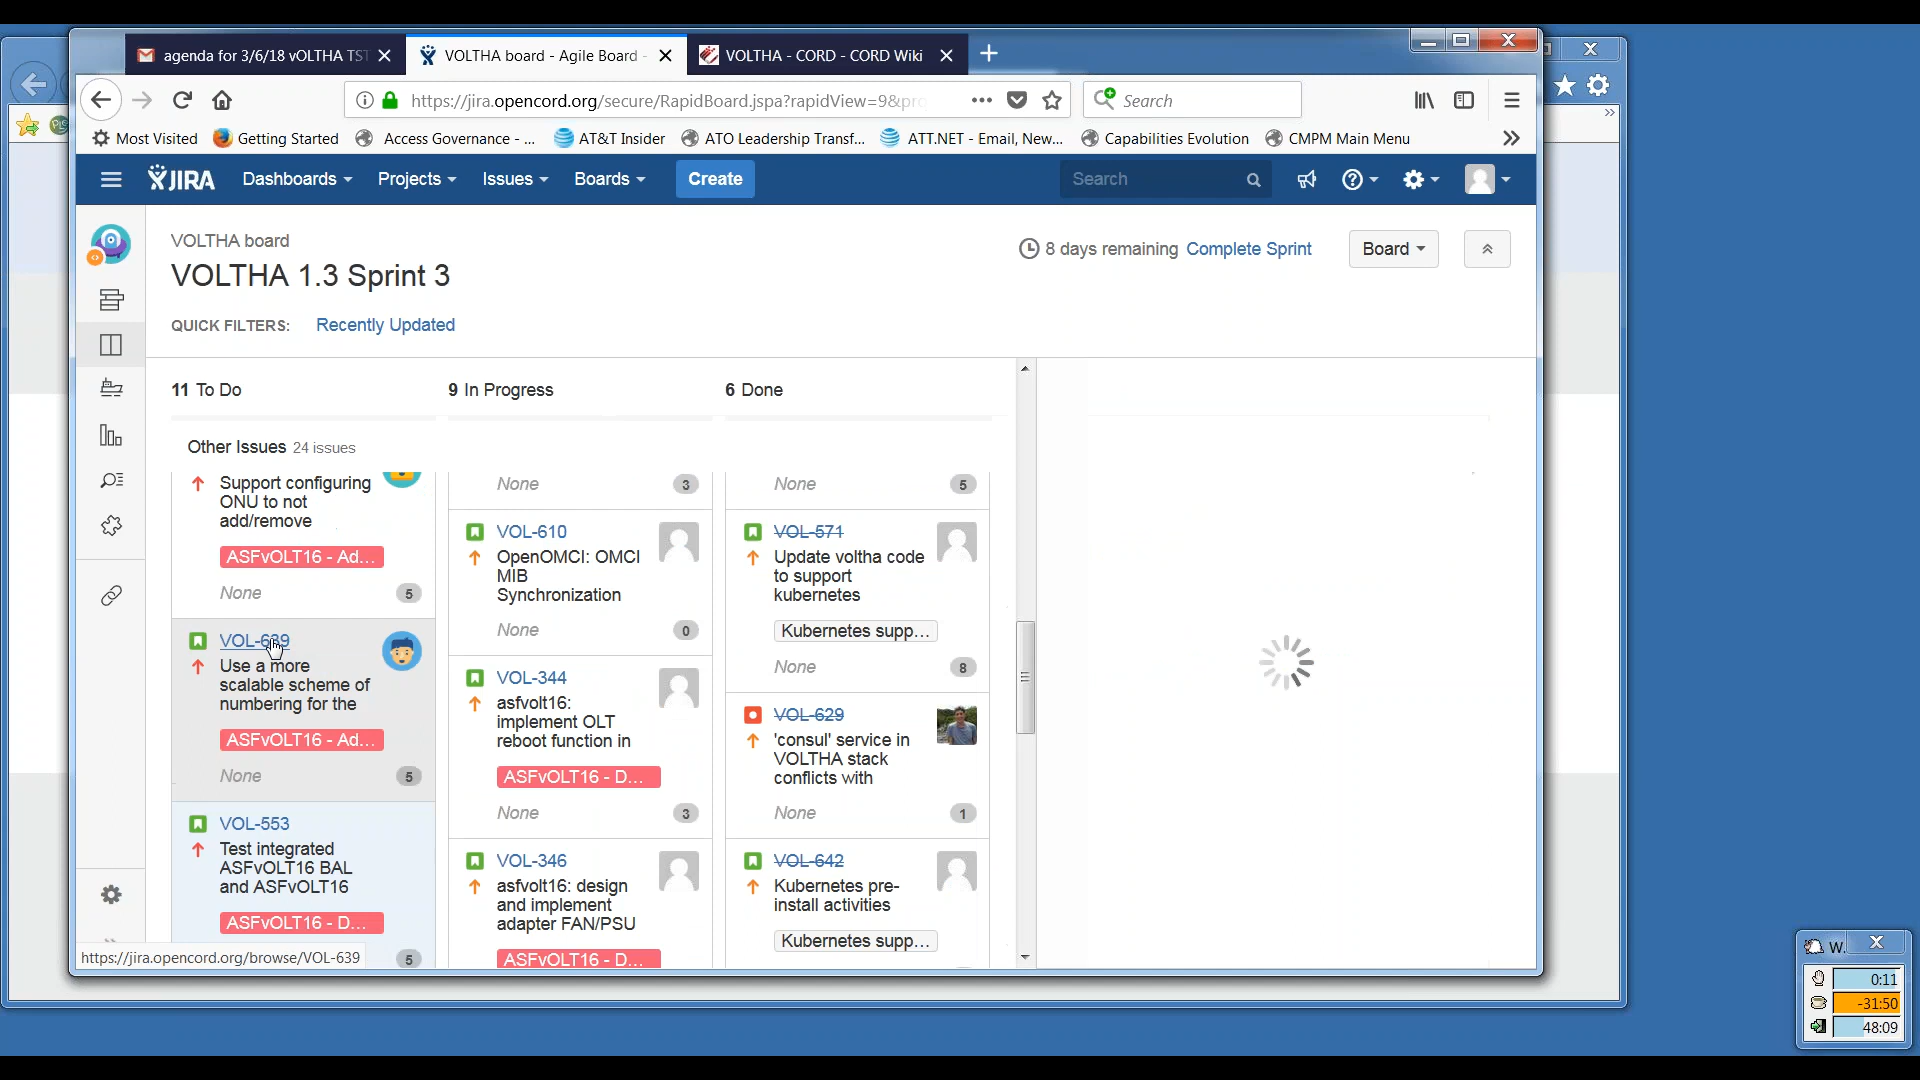 agenda for 3/6/18 vOLTHA TST
VOLTHA board - Agile Board -
VOLTHA - CORD - CORD Wiki
https://jira.opencord.org/secure/RapidBoard.jspa?rapidView=9&pro
Search
Most Visited
Getting Started
Access Governance - ...
AT&T Insider
ATO Leadership Transf...
ATT.NET - Email, New...
Capabilities Evolution
CMPM Main Menu
JIRA
Dashboards
Projects
Issues
Boards
Create
Search
VOLTHA board
VOLTHA 1.3 Sprint 3
8 days remaining
Complete Sprint
Board
QUICK FILTERS:
Recently Updated
11 To Do
9 In Progress
6 Done
Other Issues 24 issues
Support configuring
ONU to not
add/remove
ASFvOLT16 - Ad...
None
5
VOL-639
Use a more
scalable scheme of
numbering for the
ASFvOLT16 - Ad...
None
5
VOL-553
Test integrated
ASFvOLT16 BAL
and ASFvOLT16
ASFvOLT16 - D...
5
None
3
VOL-610
OpenOMCI: OMCI
MIB
Synchronization
None
0
VOL-344
asfvolt16:
implement OLT
reboot function in
ASFvOLT16 - D...
None
3
VOL-346
asfvolt16: design
and implement
adapter FAN/PSU
ASFvOLT16 - D...
None
5
VOL-571
Update voltha code
to support
kubernetes
Kubernetes supp...
None
8
VOL-629
'consul' service in
VOLTHA stack
conflicts with
None
1
VOL-642
Kubernetes pre-
install activities
Kubernetes supp...
https://jira.opencord.org/browse/VOL-639
W.
0:11
-31:50
48:09